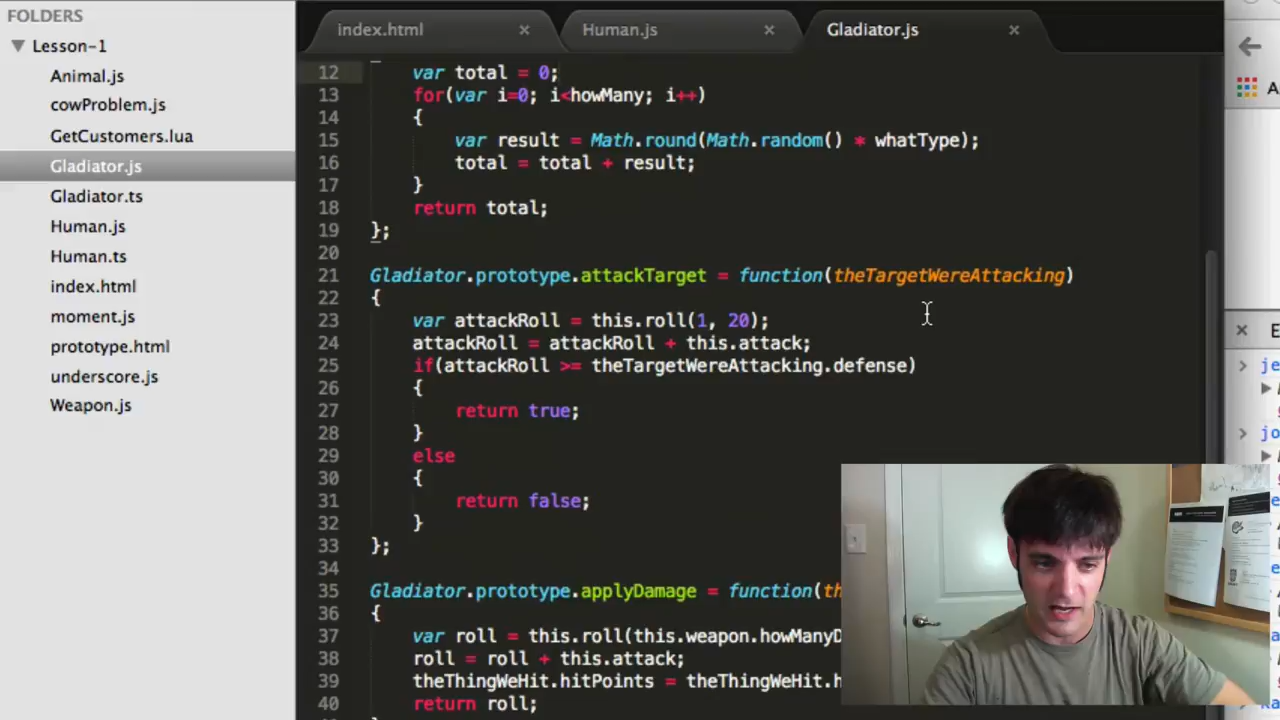 FOLDERS
Lesson-1
Animal.js
cowProblem.js
GetCustomers.lua
Gladiator.js
Gladiator.ts
Human.js
Human.ts
index.html
moment.js
prototype.html
underscore.js
Weapon.js
index.html × Human.js × Gladiator.js ×
12 var total = 0;
13 for(var i=0; i<howMany; i++)
14 {
15 var result = Math.round(Math.random() * whatType);
16 total = total + result;
17 }
18 return total;
19 };
20
21 Gladiator.prototype.attackTarget = function(theTargetWereAttacking)
22 {
23 var attackRoll = this.roll(1, 20);
24 attackRoll = attackRoll + this.attack;
25 if(attackRoll >= theTargetWereAttacking.defense)
26 {
27 return true;
28 }
29 else
30 {
31 return false;
32 }
33 };
34
35 Gladiator.prototype.applyDamage = function(th
36 {
37 var roll = this.roll(this.weapon.howManyD
38 roll = roll + this.attack;
39 theThingWeHit.hitPoints = theThingWeHit.h
40 return roll;
A
× E
> je
> jo